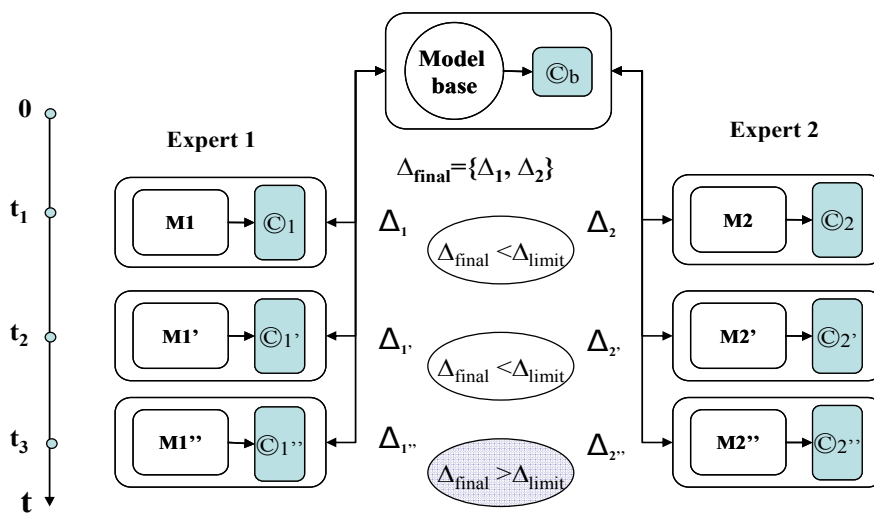 Model
base
©b
0
Expert 1
Expert 2
Δfinal={Δ1, Δ2}
t1
M1
©1
Δ1
Δfinal <Δlimit
Δ2
M2
©2
t2
M1'
©1'
Δ1'
Δfinal <Δlimit
Δ2'
M2'
©2'
t3
M1''
©1''
Δ1''
Δfinal >Δlimit
Δ2''
M2''
©2''
t